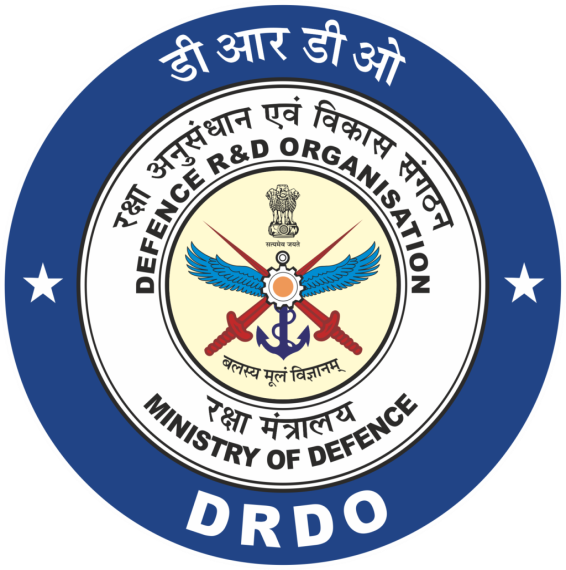 डी आर डी ओ
रक्षा अनुसंधान एवं विकास संगठन
DEFENCE R&D ORGANISATION
सत्यमेव जयते
बलस्य मूलं विज्ञानम्
रक्षा मंत्रालय
MINISTRY OF DEFENCE
DRDO